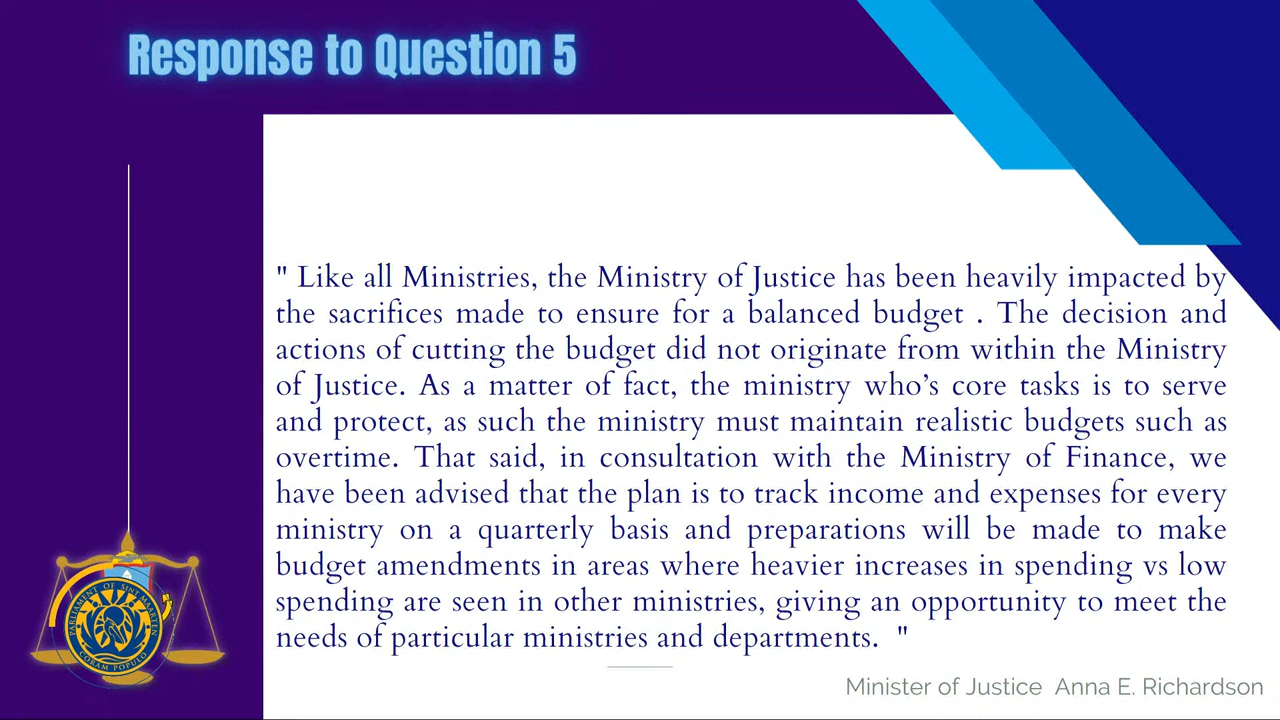 Response to Question 5
" Like all Ministries, the Ministry of Justice has been heavily impacted by
the sacrifices made to ensure for a balanced budget . The decision and
actions of cutting the budget did not originate from within the Ministry
of Justice. As a matter of fact, the ministry who’s core tasks is to serve
and protect, as such the ministry must maintain realistic budgets such as
overtime. That said, in consultation with the Ministry of Finance, we
have been advised that the plan is to track income and expenses for every
ministry on a quarterly basis and preparations will be made to make
budget amendments in areas where heavier increases in spending vs low
spending are seen in other ministries, giving an opportunity to meet the
needs of particular ministries and departments. "
PARLIAMENT OF SINT MAARTEN
CORAM POPULO
Minister of Justice Anna E. Richardson